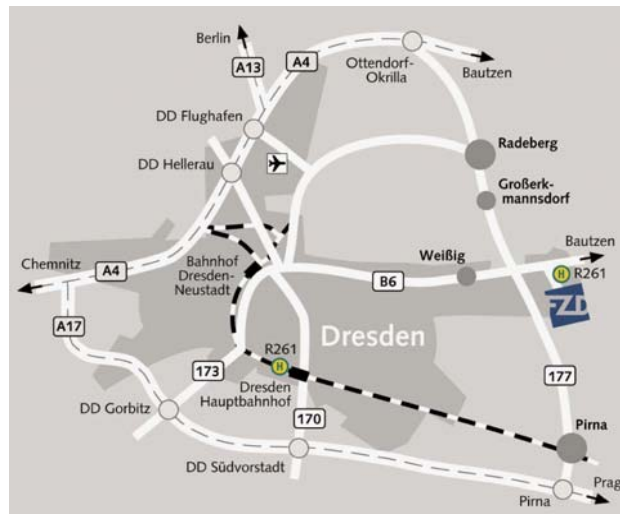 Berlin
A13
A4
Ottendorf-
Okrilla
Bautzen
DD Flughafen
DD Hellerau
Radeberg
Großerk-
mannsdorf
Chemnitz
A4
Bahnhof
Dresden-
Neustadt
Weißig
B6
Bautzen
H
R261
FZD
A17
Dresden
R261
H
173
Dresden
Hauptbahnhof
177
DD Gorbitz
170
DD Südvorstadt
Pirna
Pirna
Prag